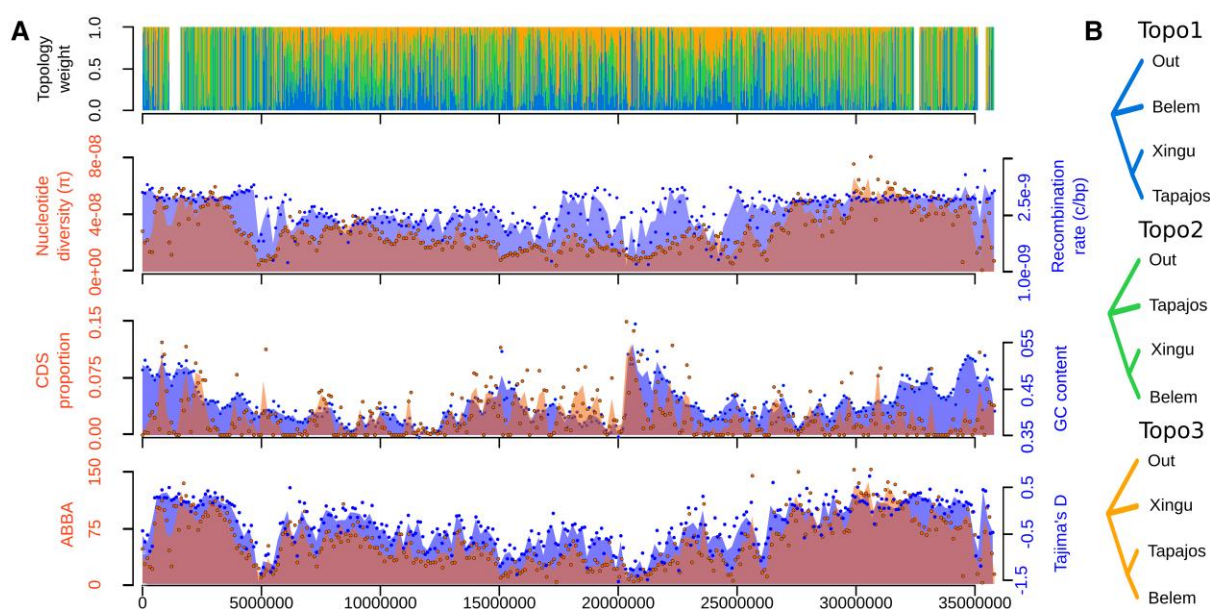 A
B
Topology
weight
0.0 0.5 1.0
Nucleotide
diversity (π)
0e+00 4e-08 8e-08
1.0e-09 2.5e-9
Recombination
rate (c/bp)
CDS
proportion
0.00 0.075 0.15
0.35 0.45 055
GC content
ABBA
0 75 150
-1.5 -0.5 0.5
Tajima's D
0 5000000 10000000 15000000 20000000 25000000 30000000 35000000
Topo1
Out
Belem
Xingu
Tapajos
Topo2
Out
Tapajos
Xingu
Belem
Topo3
Out
Xingu
Tapajos
Belem